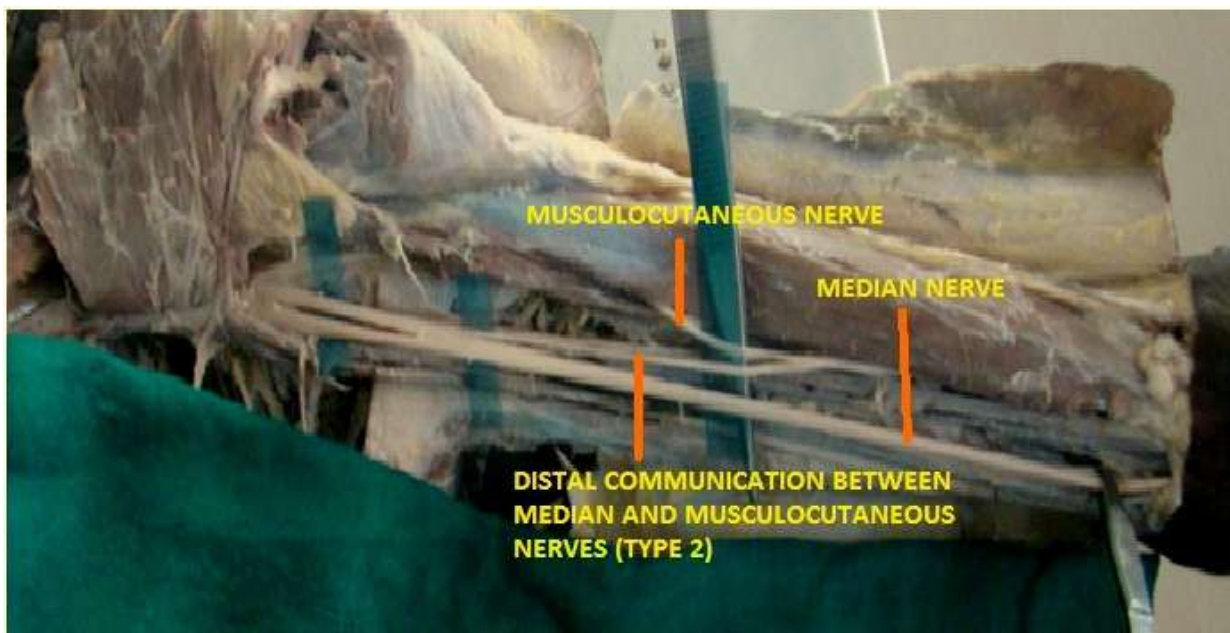 MUSCULOCUTANEOUS NERVE
MEDIAN NERVE
DISTAL COMMUNICATION BETWEEN
MEDIAN AND MUSCULOCUTANEOUS
NERVES (TYPE 2)